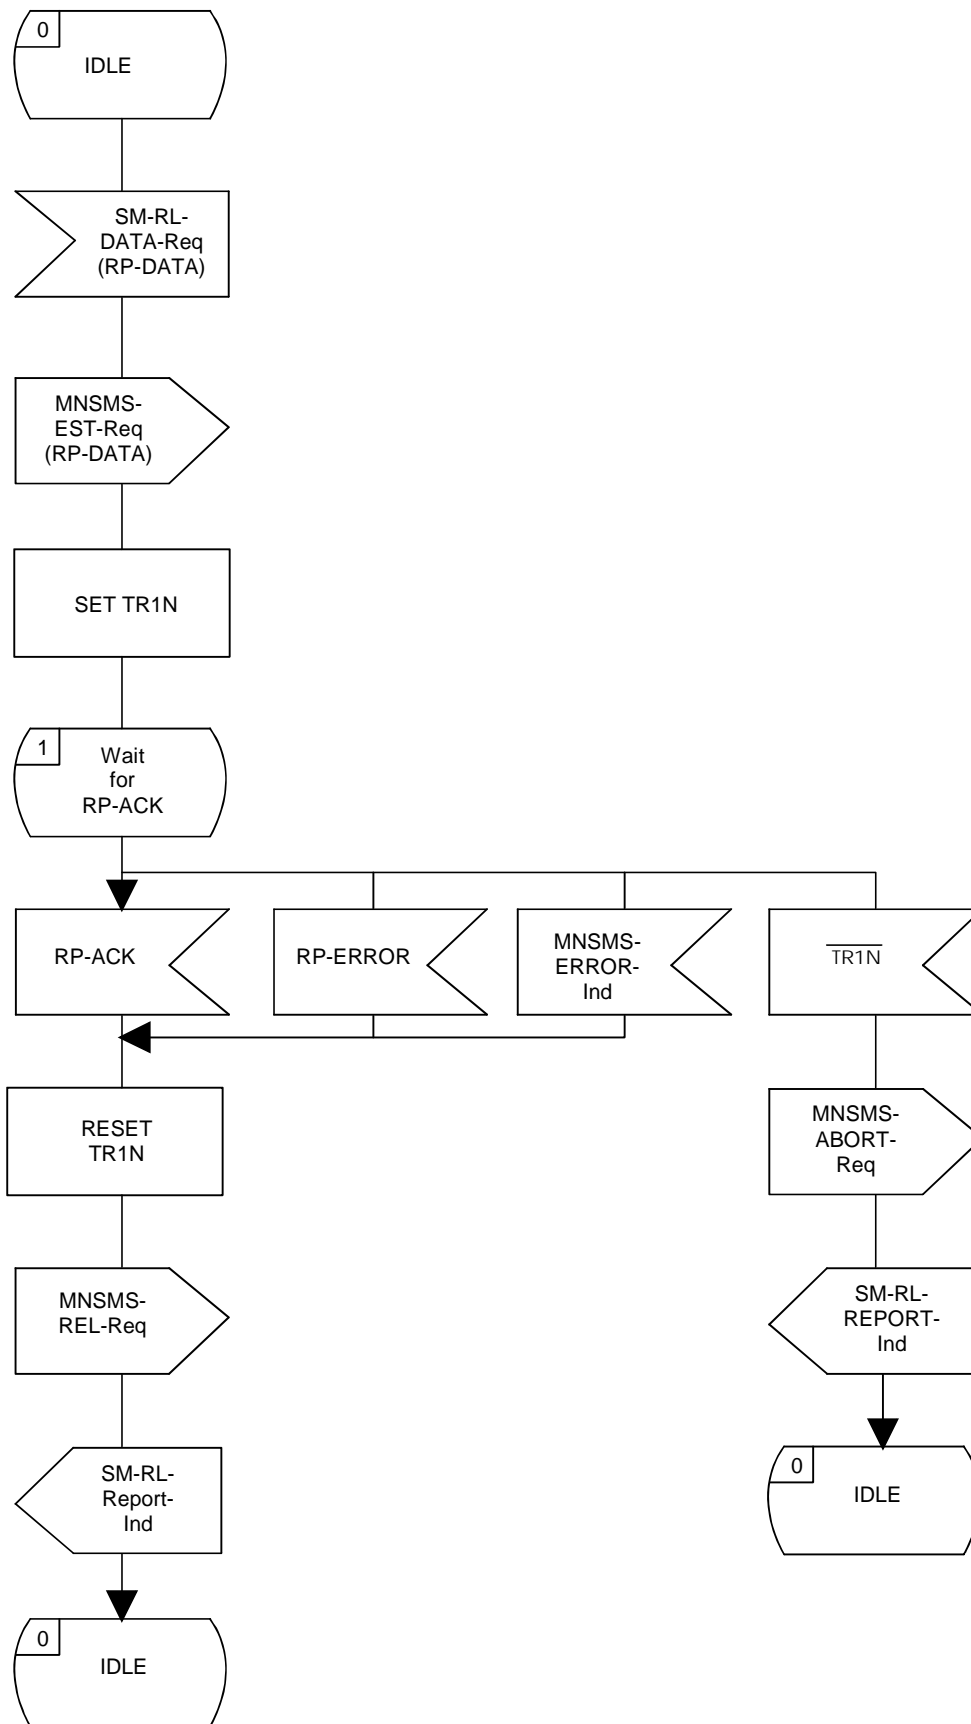 0
IDLE
SM-RL-
DATA-Req
(RP-DATA)
MNSMS-
EST-Req
(RP-DATA)
SET TR1N
1
Wait
for
RP-ACK
RP-ACK
RP-ERROR
MNSMS-
ERROR-
Ind
TR1N
RESET
TR1N
MNSMS-
ABORT-
Req
MNSMS-
REL-Req
SM-RL-
REPORT-
Ind
SM-RL-
Report-
Ind
0
IDLE
0
IDLE